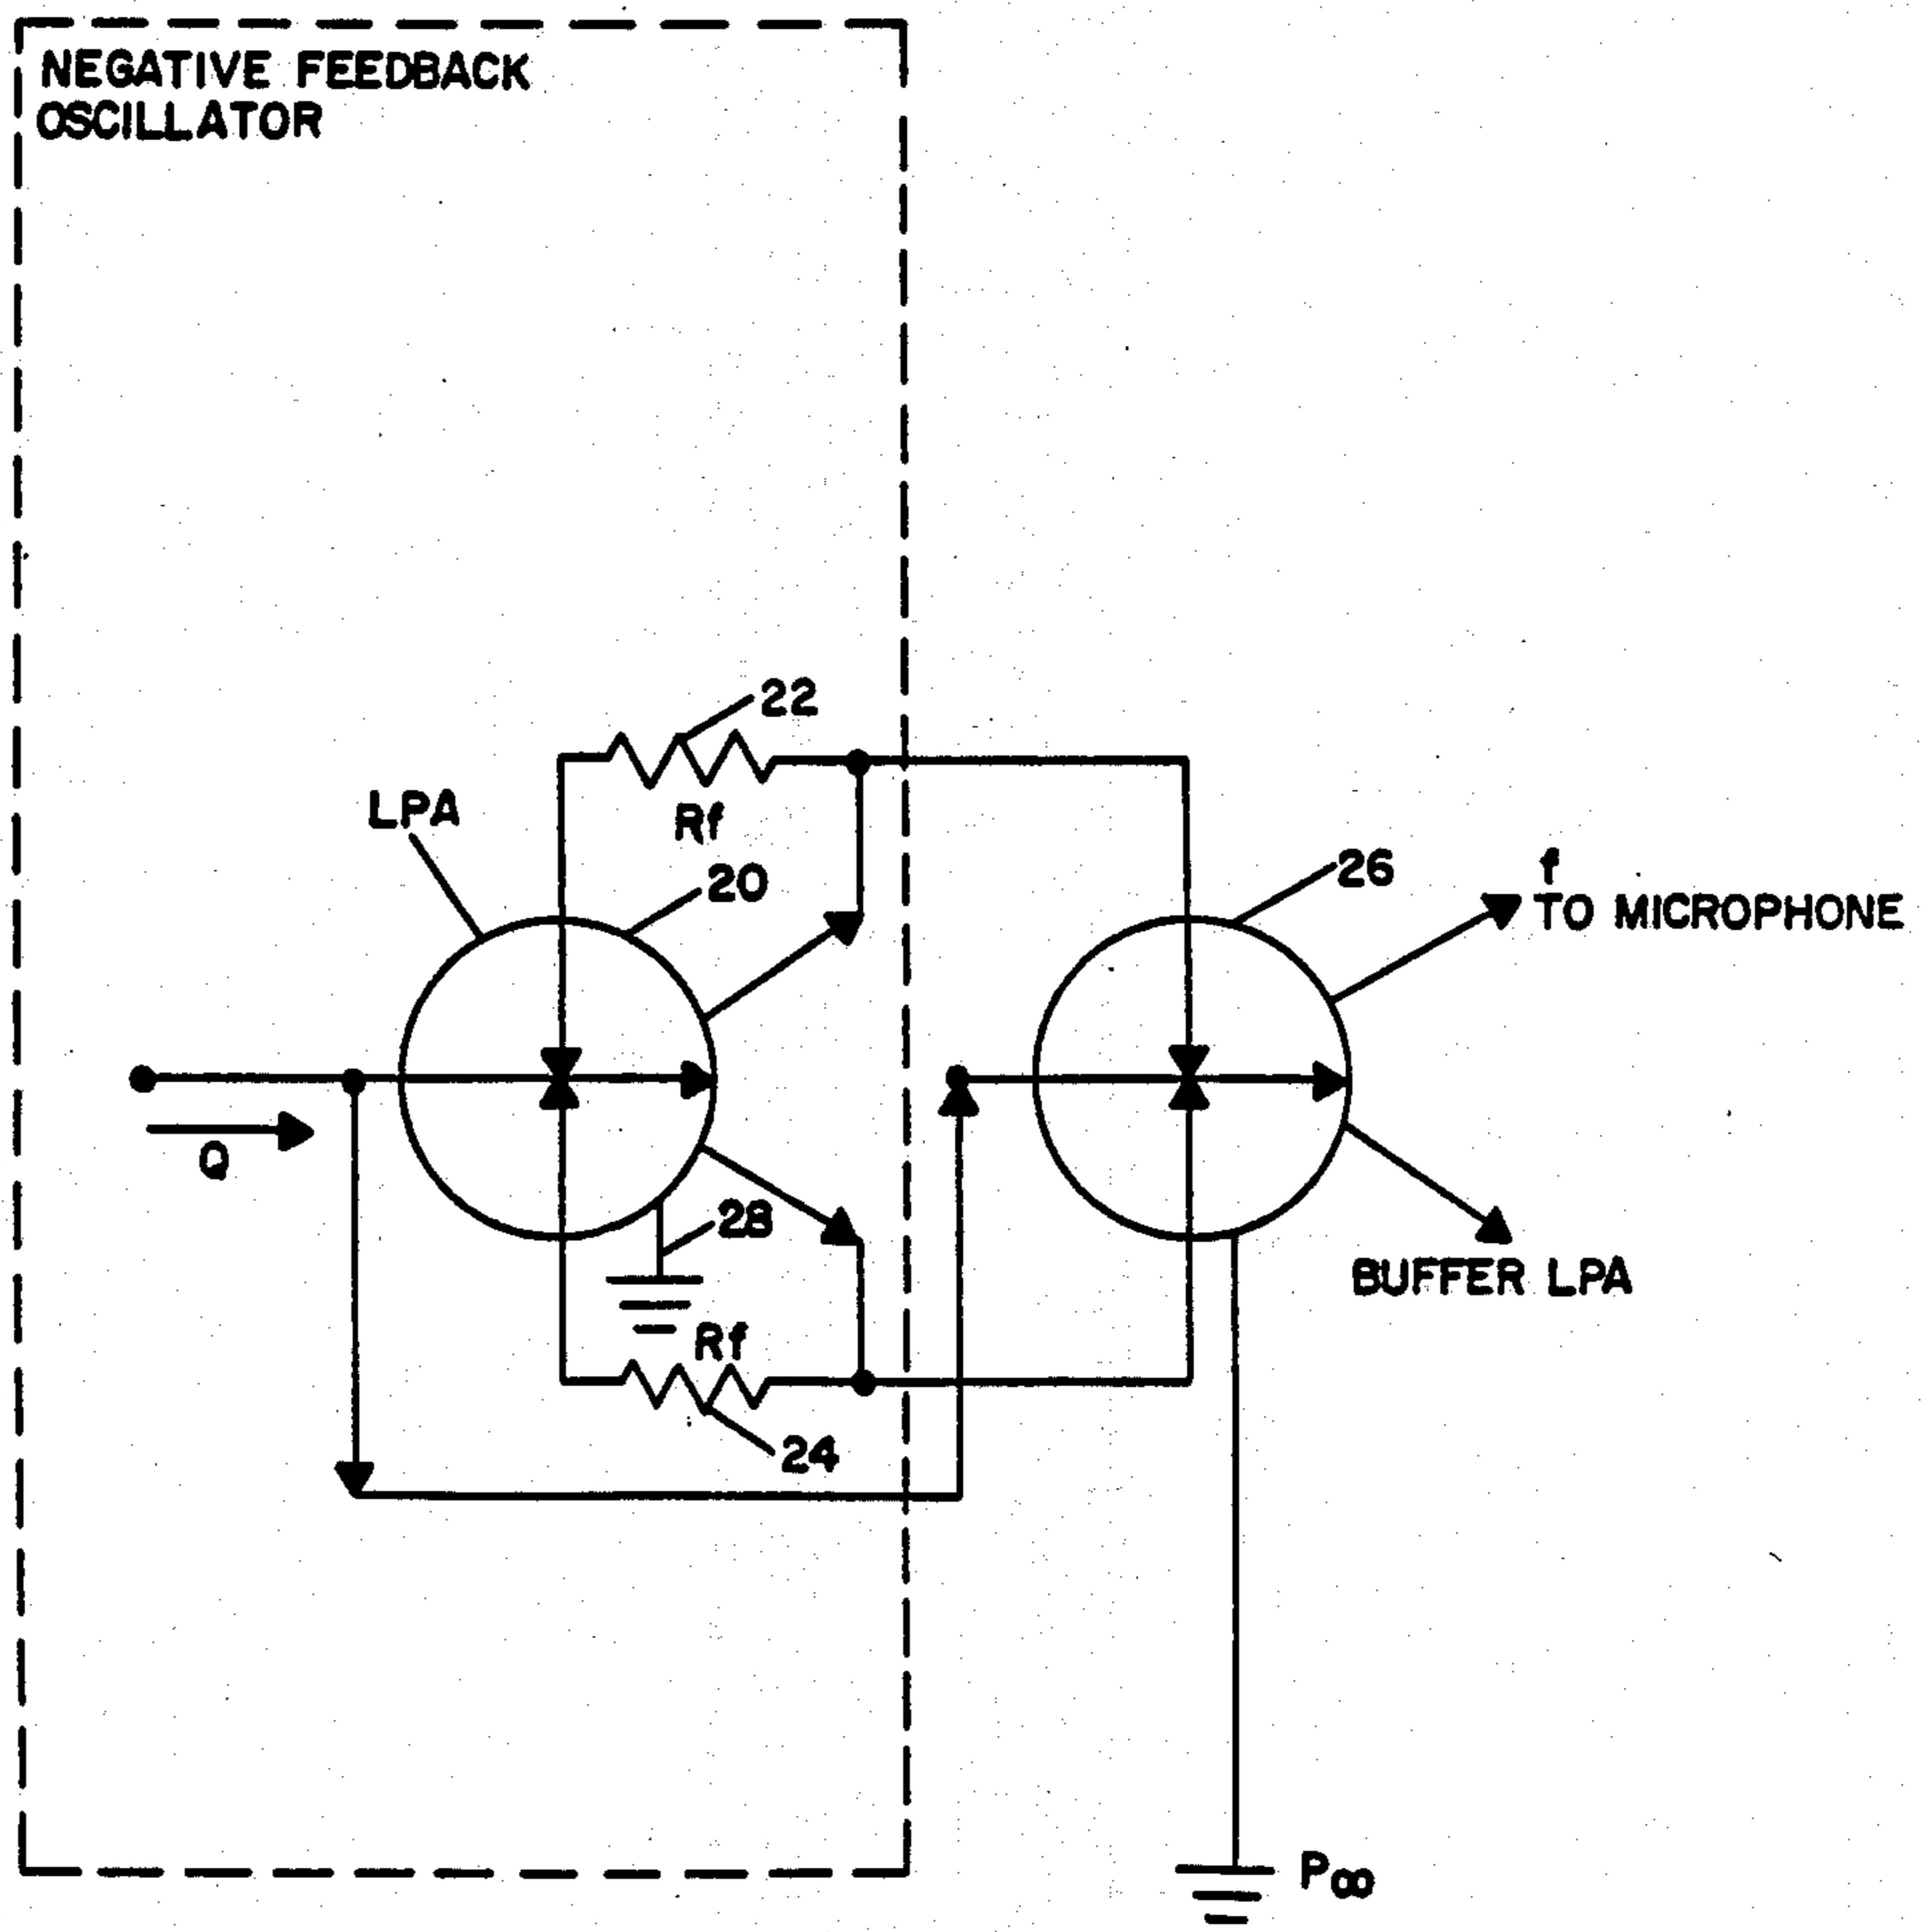 NEGATIVE FEEDBACK
OSCILLATOR
22
LPA
Rf
20
26
f
TO MICROPHONE
Q
28
BUFFER LPA
Rf
24
P∞